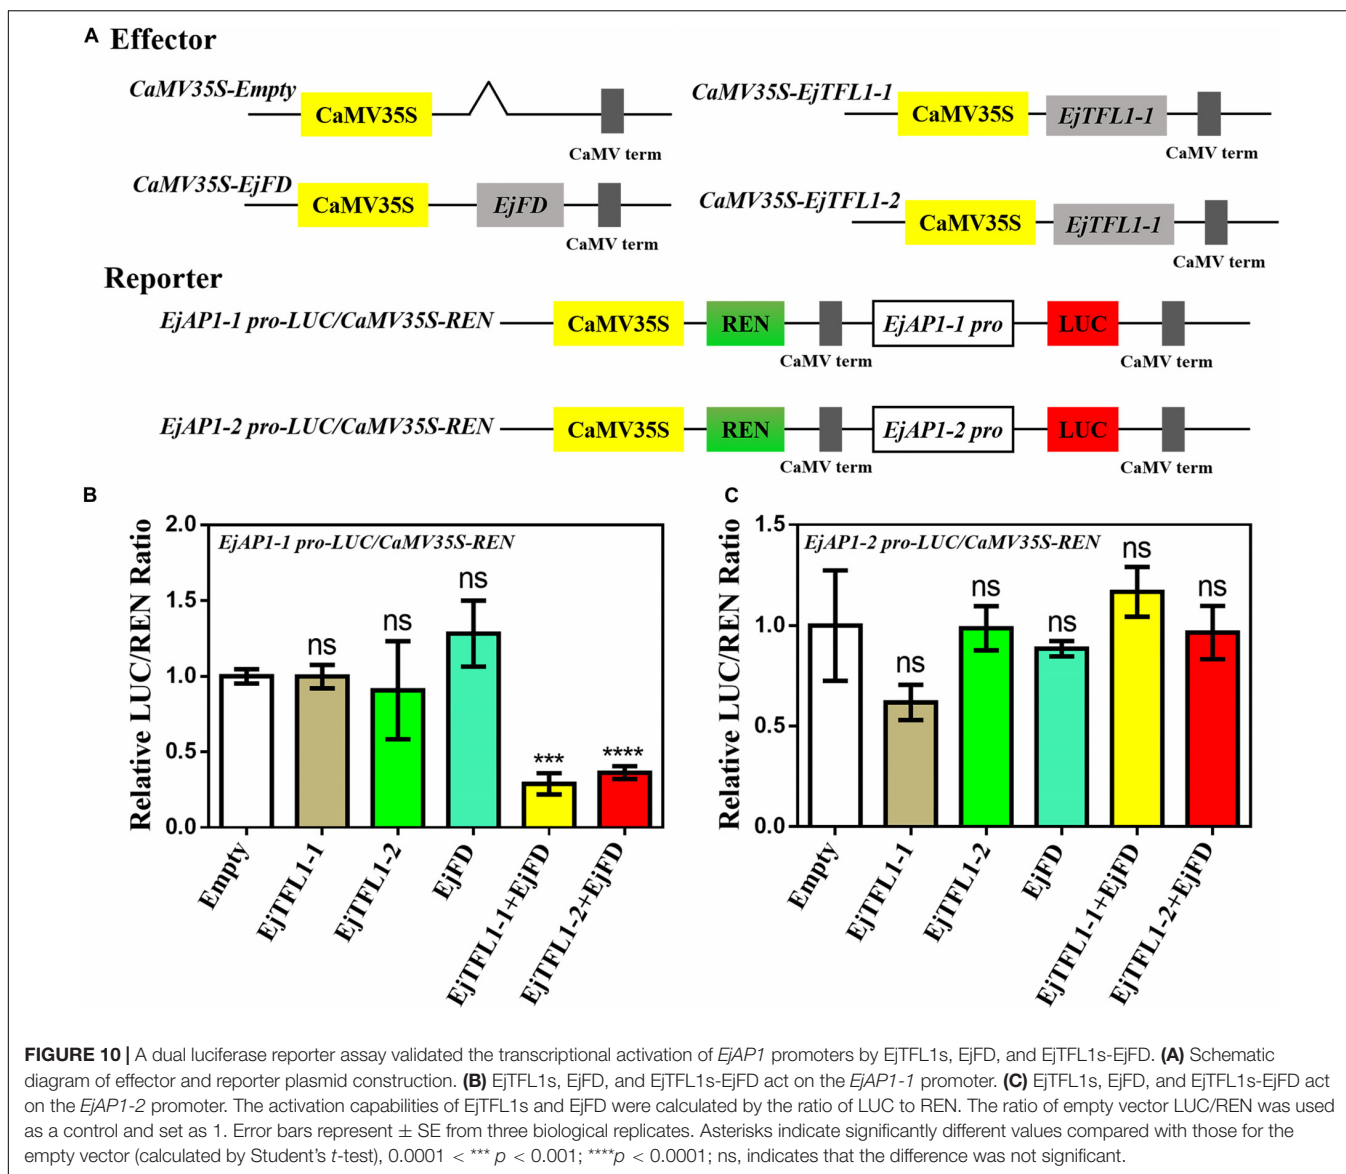 A Effector
CaMV35S-Empty
CaMV35S
CaMV term
CaMV35S-EjTFL1-1
CaMV35S
EjTFL1-1
CaMV term
CaMV35S-EjFD
CaMV35S
EjFD
CaMV term
CaMV35S-EjTFL1-2
CaMV35S
EjTFL1-1
CaMV term
Reporter
EjAP1-1 pro-LUC/CaMV35S-REN
CaMV35S
REN
CaMV term
EjAP1-1 pro
LUC
CaMV term
EjAP1-2 pro-LUC/CaMV35S-REN
CaMV35S
REN
CaMV term
EjAP1-2 pro
LUC
CaMV term
B
Relative LUC/REN Ratio
2.0
1.5
1.0
0.5
0.0
EjAP1-1 pro-LUC/CaMV35S-REN
ns
ns
ns
***
****
Empty
EjTFL1-1
EjTFL1-2
EjFD
EjTFL1-1+EjFD
EjTFL1-2+EjFD
C
Relative LUC/REN Ratio
1.5
1.0
0.5
0.0
EjAP1-2 pro-LUC/CaMV35S-REN
ns
ns
ns
ns
ns
Empty
EjTFL1-1
EjTFL1-2
EjFD
EjTFL1-1+EjFD
EjTFL1-2+EjFD
FIGURE 10 | A dual luciferase reporter assay validated the transcriptional activation of EjAP1 promoters by EjTFL1s, EjFD, and EjTFL1s-EjFD. (A) Schematic
diagram of effector and reporter plasmid construction. (B) EjTFL1s, EjFD, and EjTFL1s-EjFD act on the EjAP1-1 promoter. (C) EjTFL1s, EjFD, and EjTFL1s-EjFD act
on the EjAP1-2 promoter. The activation capabilities of EjTFL1s and EjFD were calculated by the ratio of LUC to REN. The ratio of empty vector LUC/REN was used
as a control and set as 1. Error bars represent ± SE from three biological replicates. Asterisks indicate significantly different values compared with those for the
empty vector (calculated by Student's t-test), 0.0001 < *** p < 0.001; ****p < 0.0001; ns, indicates that the difference was not significant.